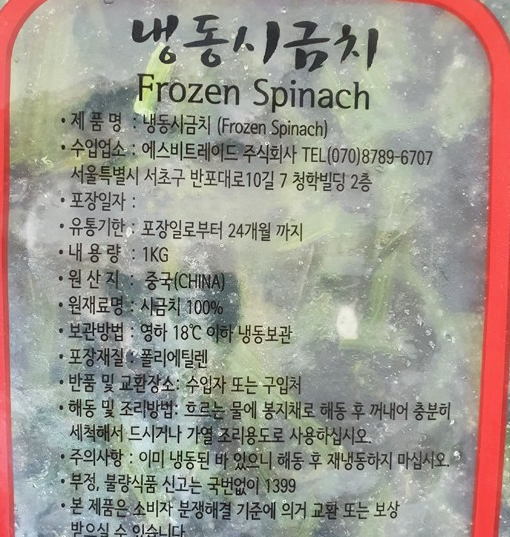 냉동시금치
Frozen Spinach
•제 품 명 : 냉동시금치 (Frozen Spinach)
•수입업소 : 에스비트레이드 주식회사 TEL(070)8789-6707
서울특별시 서초구 반포대로10길 7 청학빌딩 2층
•포장일자 :
•유통기한 : 포장일로부터 24개월 까지
•내 용 량 : 1KG
•원 산 지 : 중국(CHINA)
•원재료명 : 시금치 100%
•보관방법 : 영하 18℃ 이하 냉동보관
•포장재질 : 폴리에틸렌
•반품 및 교환장소: 수입자 또는 구입처
•해동 및 조리방법: 흐르는 물에 봉지채로 해동 후 꺼내어 충분히
세척해서 드시거나 가열 조리용도로 사용하십시오.
•주의사항 : 이미 냉동된 바 있으니 해동 후 재냉동하지 마십시오.
•부정, 불량식품 신고는 국번없이 1399
•본 제품은 소비자 분쟁해결 기준에 의거 교환 또는 보상
받으실 수 있습니다